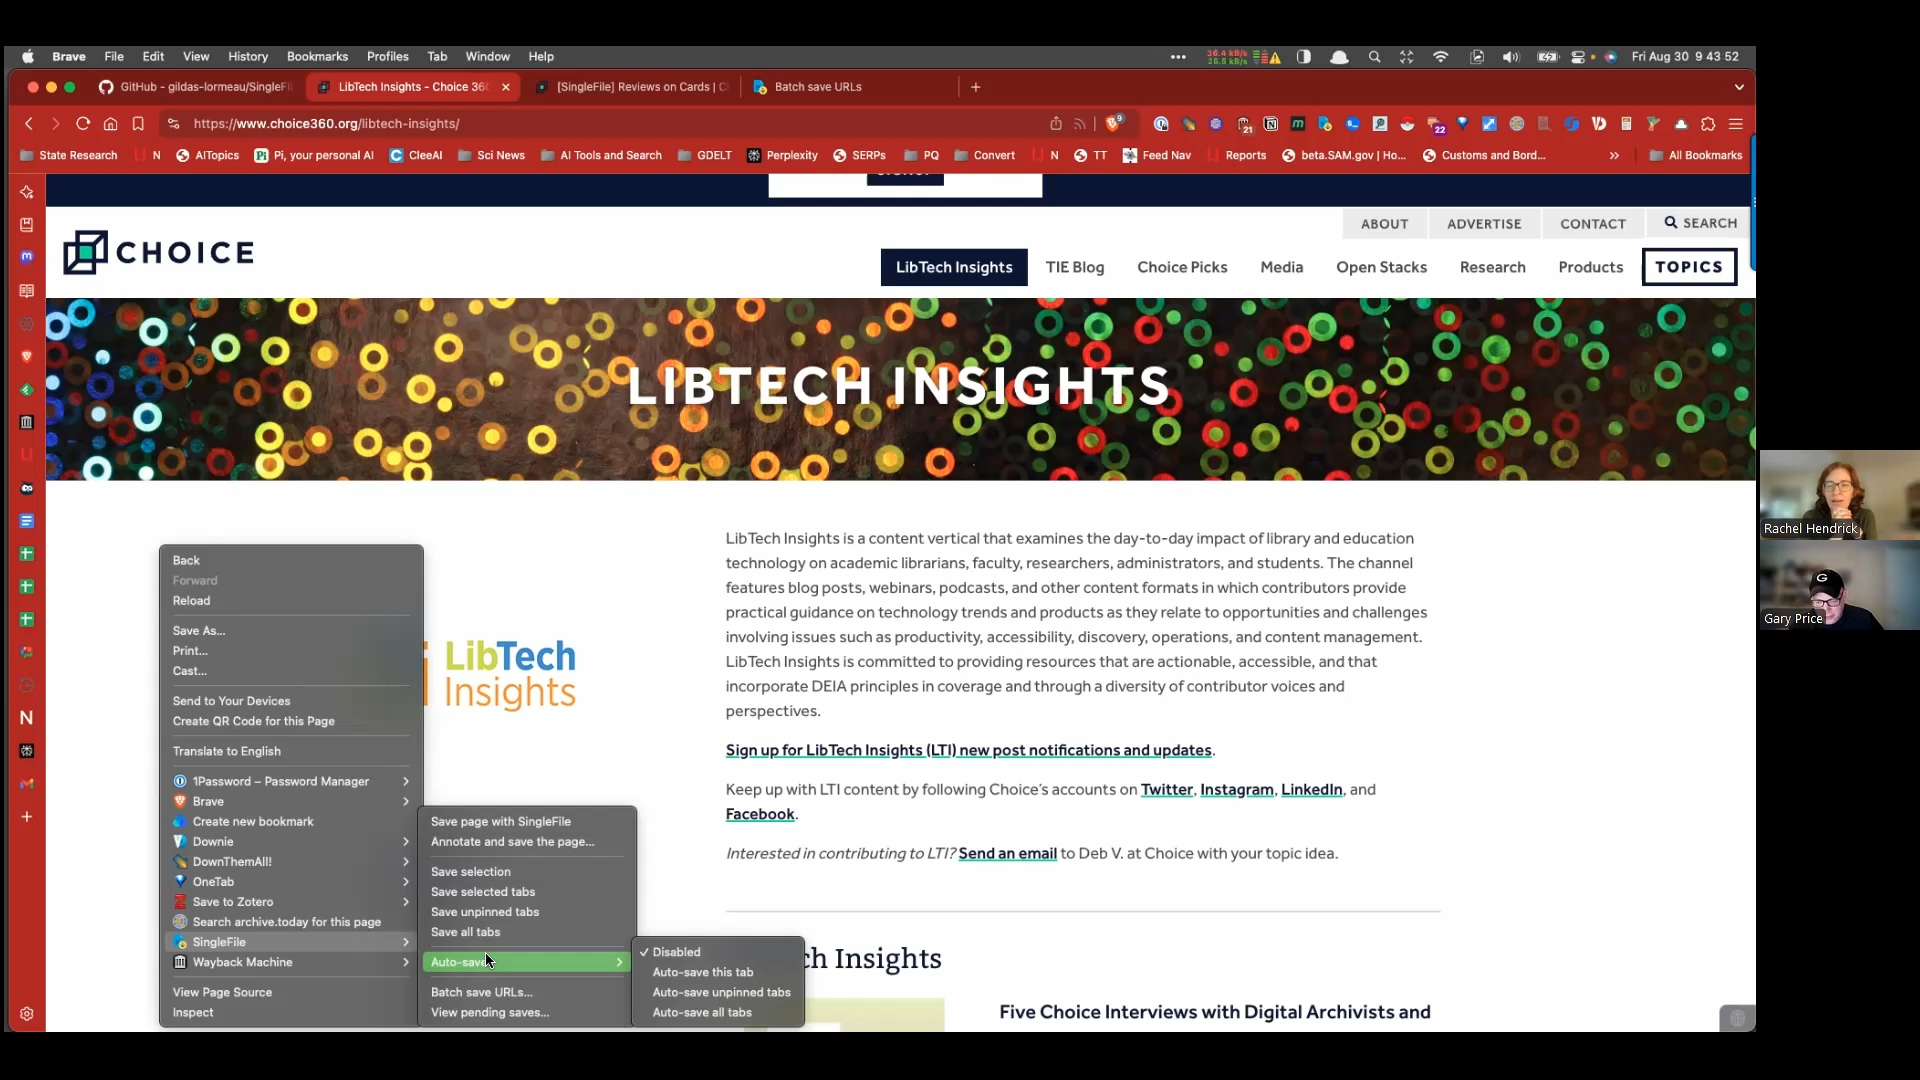 Brave File Edit View History Bookmarks Profiles Tab Window Help
Fri Aug 30 9 43 52
GitHub - gildas-lormeau/SingleFi
LibTech Insights - Choice 360
[SingleFile] Reviews on Cards | C
Batch save URLs
https://www.choice360.org/libtech-insights/
21
22
State Research
N
AITopics
Pi, your personal AI
CleeAI
Sci News
AI Tools and Search
GDELT
Perplexity
SERPs
PQ
Convert
N
TT
Feed Nav
Reports
beta.SAM.gov | Ho...
Customs and Bord...
All Bookmarks
ABOUT
ADVERTISE
CONTACT
SEARCH
CHOICE
LibTech Insights
TIE Blog
Choice Picks
Media
Open Stacks
Research
Products
TOPICS
LIBTECH INSIGHTS
LibTech
Insights
LibTech Insights is a content vertical that examines the day-to-day impact of library and education
technology on academic librarians, faculty, researchers, administrators, and students. The channel
features blog posts, webinars, podcasts, and other content formats in which contributors provide
practical guidance on technology trends and products as they relate to opportunities and challenges
involving issues such as productivity, accessibility, discovery, operations, and content management.
LibTech Insights is committed to providing resources that are actionable, accessible, and that
incorporate DEIA principles in coverage and through a diversity of contributor voices and
perspectives.
Sign up for LibTech Insights (LTI) new post notifications and updates.
Keep up with LTI content by following Choice's accounts on Twitter, Instagram, LinkedIn, and
Facebook.
Interested in contributing to LTI? Send an email to Deb V. at Choice with your topic idea.
ch Insights
Five Choice Interviews with Digital Archivists and
Back
Forward
Reload
Save As...
Print...
Cast...
Send to Your Devices
Create QR Code for this Page
Translate to English
1Password – Password Manager
Brave
Create new bookmark
Downie
DownThemAll!
OneTab
Save to Zotero
Search archive.today for this page
SingleFile
Wayback Machine
View Page Source
Inspect
Save page with SingleFile
Annotate and save the page...
Save selection
Save selected tabs
Save unpinned tabs
Save all tabs
Auto-save
Batch save URLs...
View pending saves...
✓ Disabled
Auto-save this tab
Auto-save unpinned tabs
Auto-save all tabs
Rachel Hendrick
Gary Price